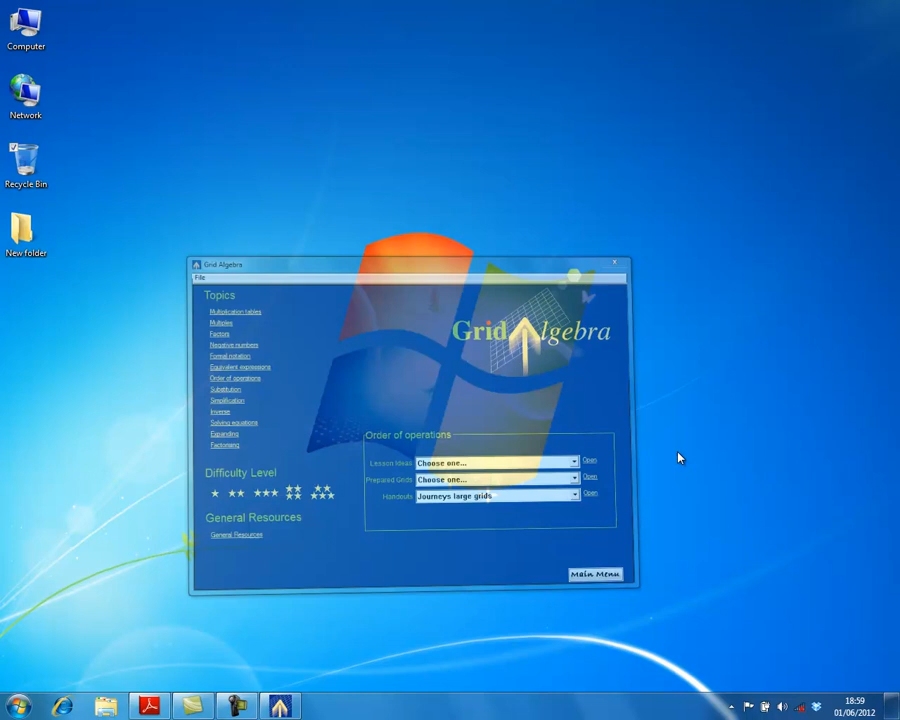 Computer
Network
Recycle Bin
New folder
Grid Algebra
File
Topics
Multiplication tables
Multiples
Factors
Negative numbers
Formal notation
Equivalent expressions
Order of operations
Substitution
Simplification
Inverse
Solving equations
Expanding
Factorising
Difficulty Level
General Resources
General Resources
Grid Algebra
Order of operations
Lesson Ideas Choose one... Open
Prepared Grids Choose one... Open
Handouts Journeys large grids Open
Main Menu
18:59
01/06/2012